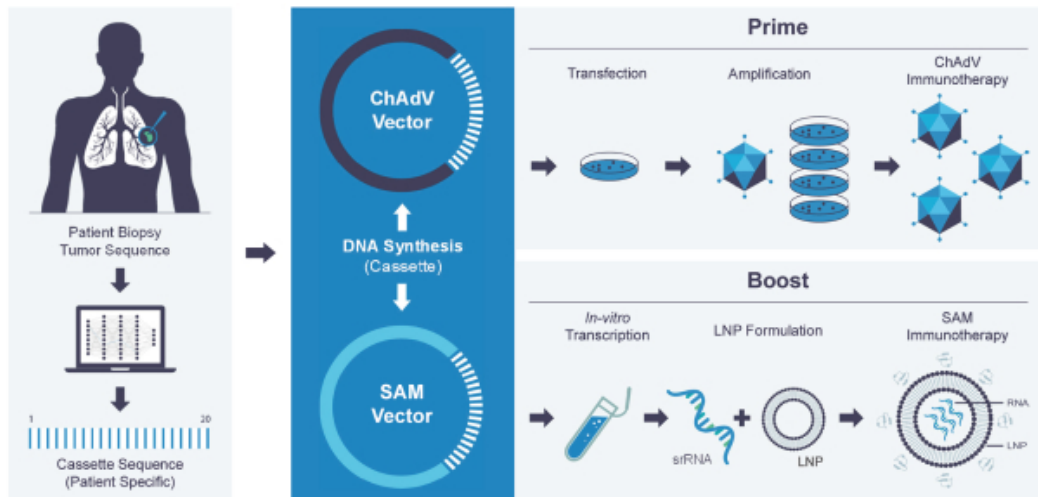 Patient Biopsy
Tumor Sequence
1 20
Cassette Sequence
(Patient Specific)
ChAdV
Vector
DNA Synthesis
(Cassette)
SAM
Vector
Prime
Transfection
Amplification
ChAdV
Immunotherapy
Boost
In-vitro
Transcription
LNP Formulation
SAM
Immunotherapy
srRNA
LNP
RNA
LNP